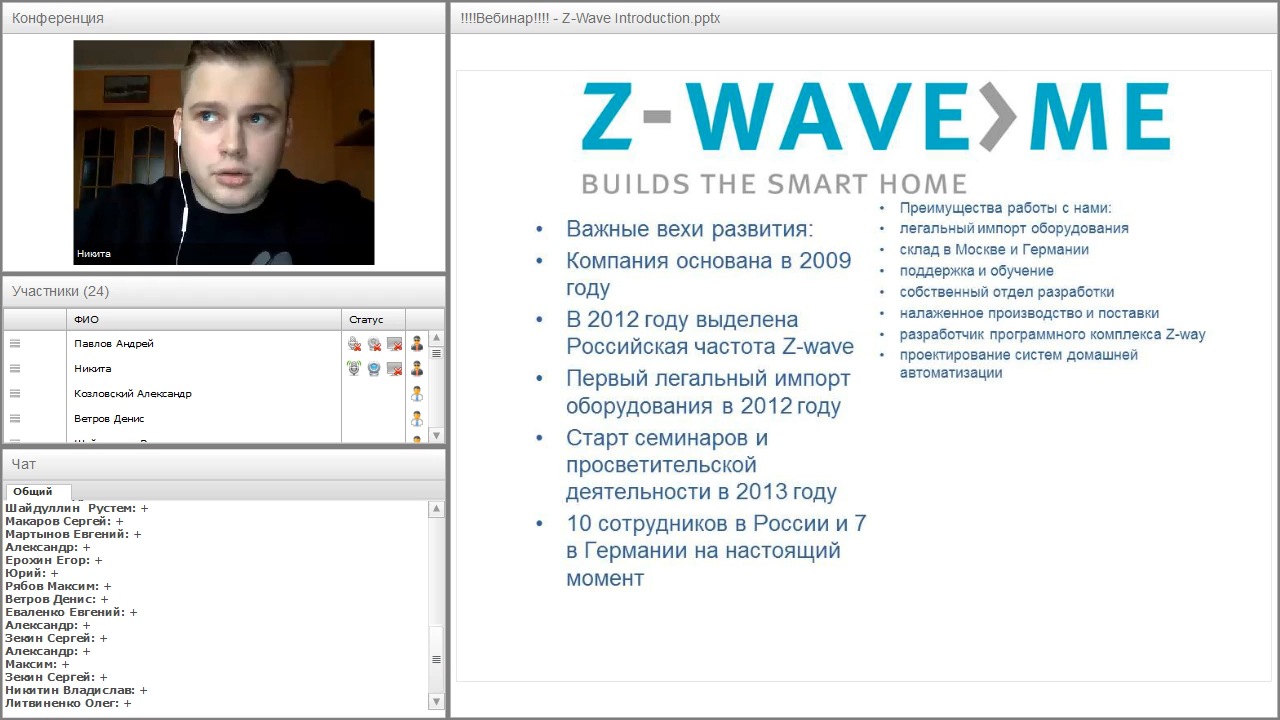 Конференция
Никита
Участники (24)
ФИО
Статус
Павлов Андрей
Никита
Козловский Александр
Ветров Денис
Чат
Общий
Шайдуллин Рустем: +
Макаров Сергей: +
Мартынов Евгений: +
Александр: +
Ерохин Егор: +
Юрий: +
Рябов Максим: +
Ветров Денис: +
Еваленко Евгений: +
Александр: +
Зекин Сергей: +
Александр: +
Максим: +
Зекин Сергей: +
Никитин Владислав: +
Литвиненко Олег: +
!!!!Вебинар!!!! - Z-Wave Introduction.pptx
Z-WAVE>ME
BUILDS THE SMART HOME
• Важные вехи развития:
• Компания основана в 2009
году
• В 2012 году выделена
Российская частота Z-wave
• Первый легальный импорт
оборудования в 2012 году
• Старт семинаров и
просветительской
деятельности в 2013 году
• 10 сотрудников в России и 7
в Германии на настоящий
момент
• Преимущества работы с нами:
• легальный импорт оборудования
• склад в Москве и Германии
• поддержка и обучение
• собственный отдел разработки
• налаженное производство и поставки
• разработчик программного комплекса Z-way
• проектирование систем домашней
автоматизации